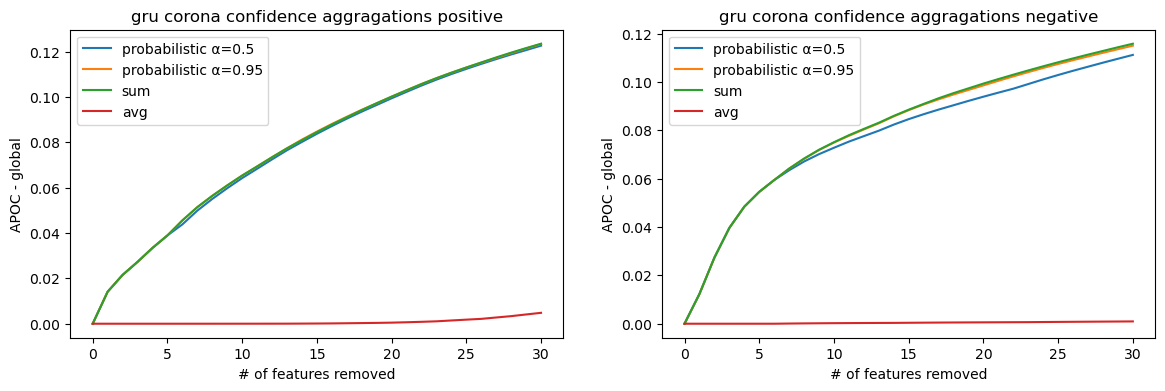 gru corona confidence aggragations positive
probabilistic α=0.5
probabilistic α=0.95
sum
avg
APOC - global
0.12
0.10
0.08
0.06
0.04
0.02
0.00
0 5 10 15 20 25 30
# of features removed
gru corona confidence aggragations negative
probabilistic α=0.5
probabilistic α=0.95
sum
avg
APOC - global
0.12
0.10
0.08
0.06
0.04
0.02
0.00
0 5 10 15 20 25 30
# of features removed